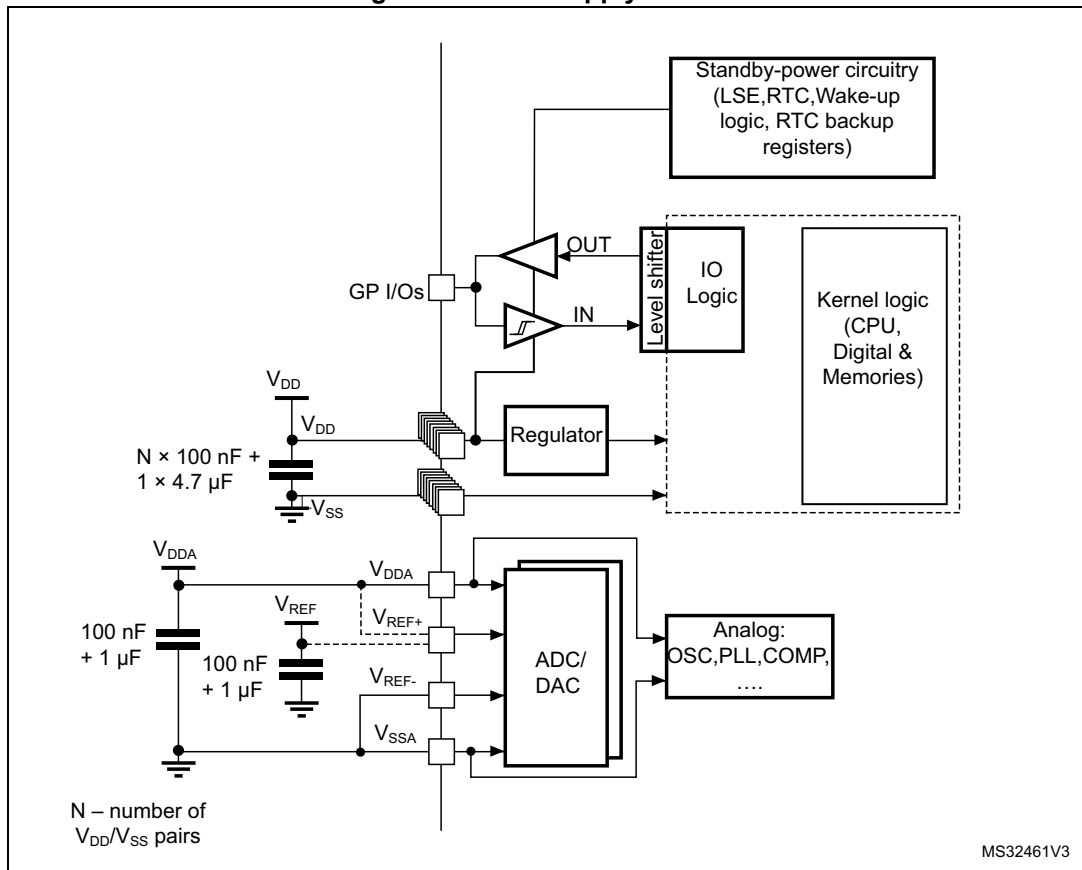 Standby-power circuitry
(LSE,RTC,Wake-up
logic, RTC backup
registers)
OUT
IN
GP I/Os
Level shifter
IO
Logic
Kernel logic
(CPU,
Digital &
Memories)
VDD
VDD
N × 100 nF +
1 × 4.7 µF
VSS
Regulator
VDDA
VDDA
VREF+
VREF
100 nF
+ 1 µF
100 nF
+ 1 µF
VREF-
VSSA
ADC/
DAC
Analog:
OSC,PLL,COMP,
....
N – number of
VDD/VSS pairs
MS32461V3